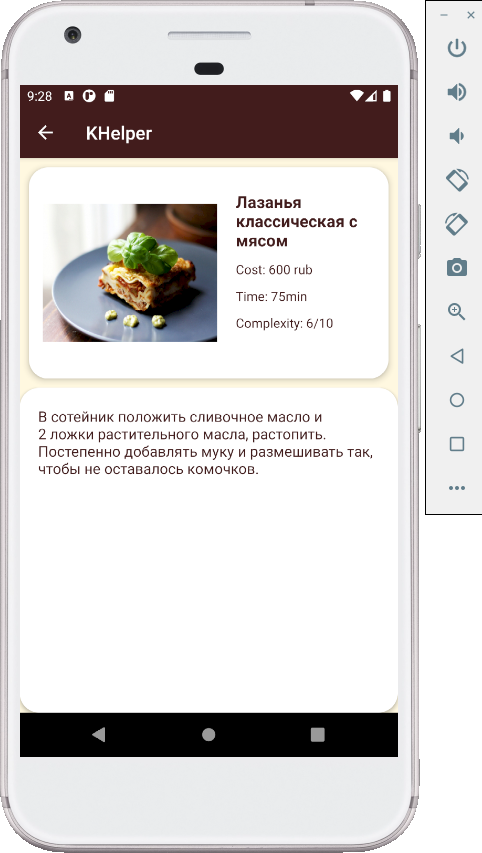 9:28
KHelper
Лазанья
классическая с
мясом
Cost: 600 rub
Time: 75min
Complexity: 6/10
В сотейник положить сливочное масло и
2 ложки растительного масла, растопить.
Постепенно добавлять муку и размешивать так,
чтобы не оставалось комочков.